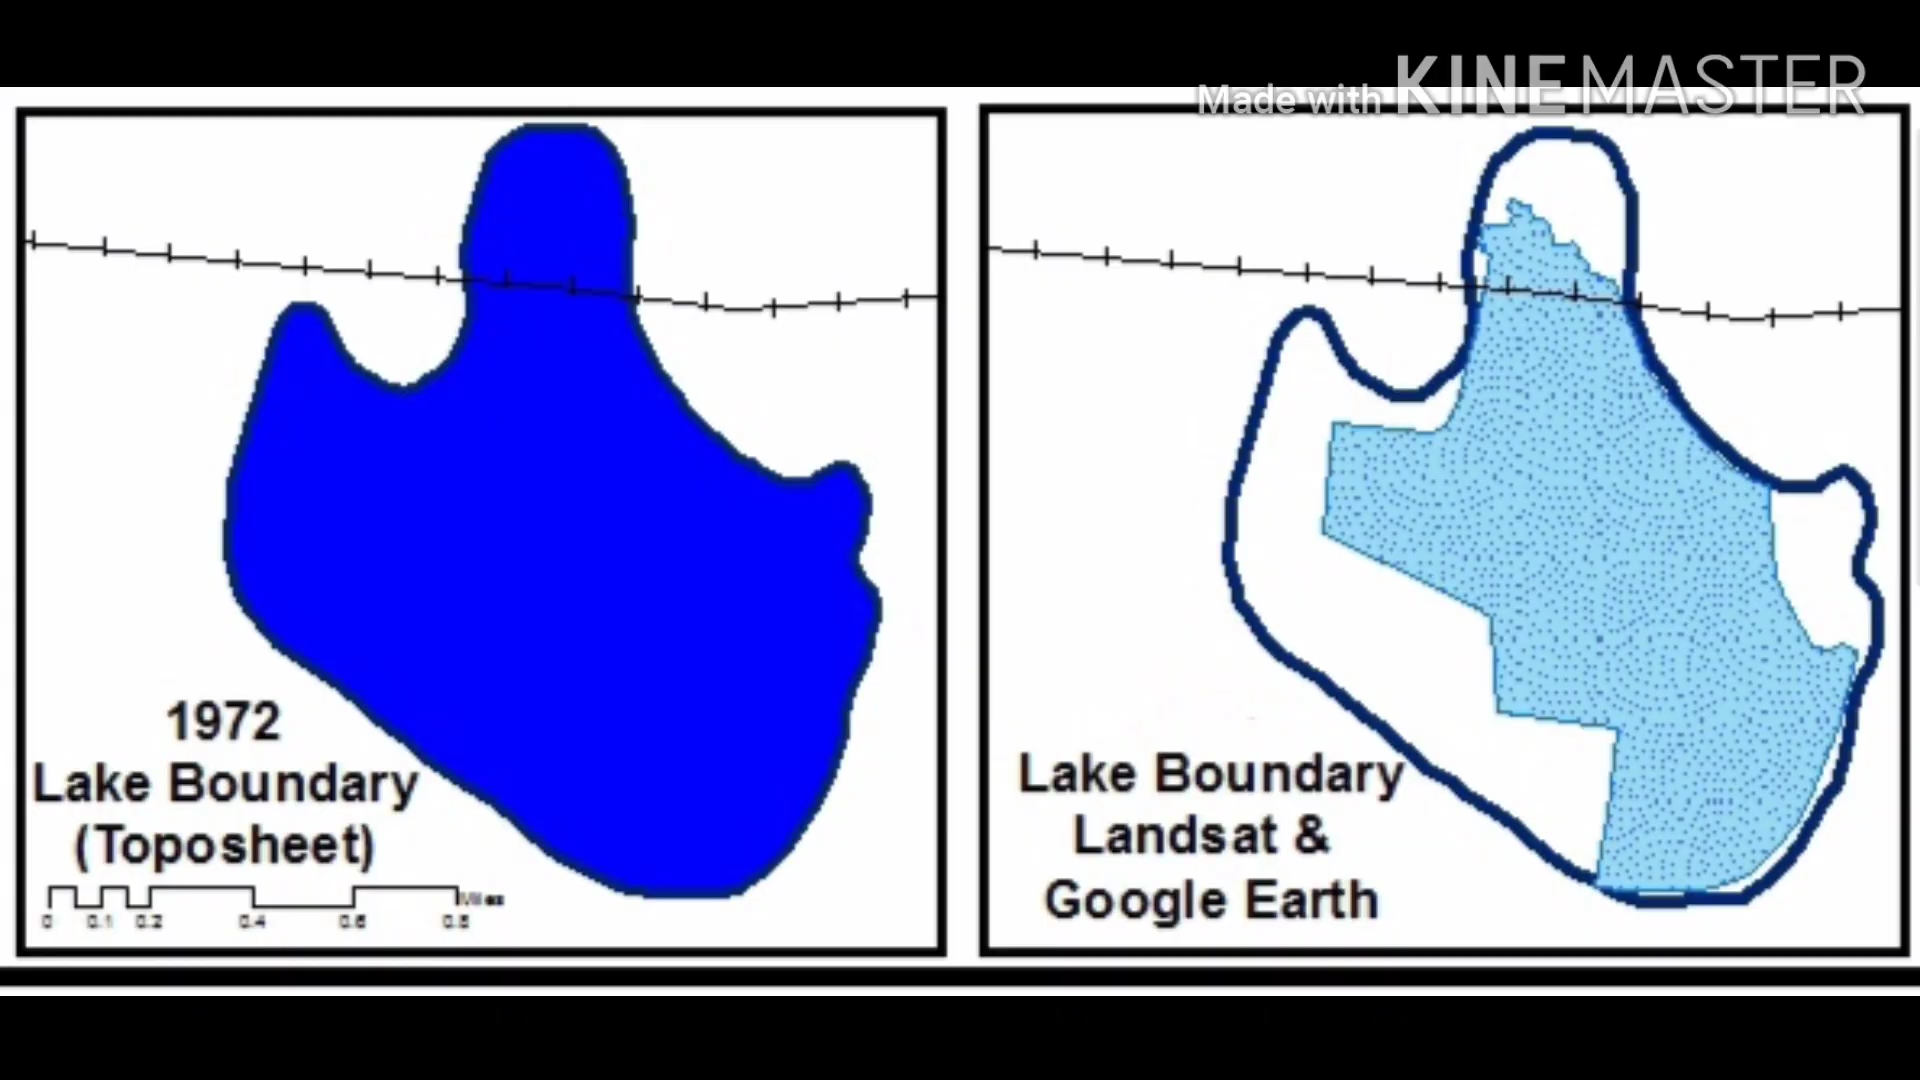 Made with KINEMASTER
1972
Lake Boundary
(Toposheet)
0 0.1 0.2 0.4 0.6 0.8 Miles
Lake Boundary
Landsat &
Google Earth